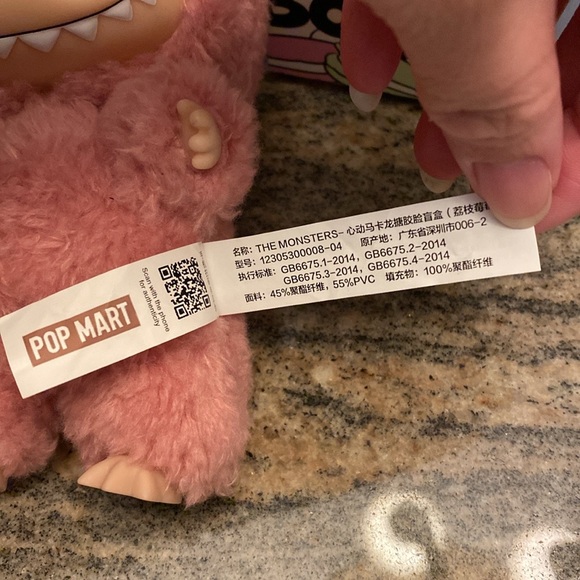 POP MART
Scan with the phone
for authenticity
名称: THE MONSTERS- 心动马卡龙搪胶脸盲盒 ( 荔枝莓
型号: 12305300008-04 原产地: 广东省深圳市006-2
执行标准: GB6675.1-2014, GB6675.2-2014
GB6675.3-2014, GB6675.4-2014
面料: 45%聚酯纤维, 55%PVC 填充物: 100%聚酯纤维